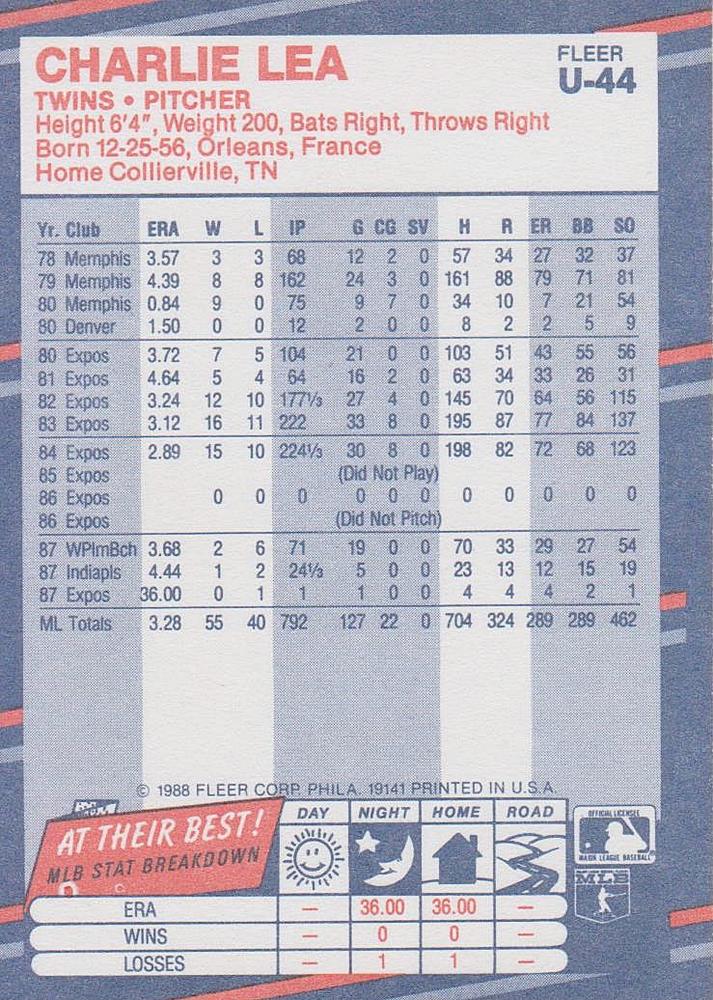 CHARLIE LEA
FLEER
U-44
TWINS • PITCHER
Height 6'4", Weight 200, Bats Right, Throws Right
Born 12-25-56, Orleans, France
Home Collierville, TN
Yr. Club ERA W L IP G CG SV H R ER BB SO
78 Memphis 3.57 3 3 68 12 2 0 57 34 27 32 37
79 Memphis 4.39 8 8 162 24 3 0 161 88 79 71 81
80 Memphis 0.84 9 0 75 9 7 0 34 10 7 21 54
80 Denver 1.50 0 0 12 2 0 0 8 2 2 5 9
80 Expos 3.72 7 5 104 21 0 0 103 51 43 55 56
81 Expos 4.64 5 4 64 16 2 0 63 34 33 26 31
82 Expos 3.24 12 10 177⅓ 27 4 0 145 70 64 56 115
83 Expos 3.12 16 11 222 33 8 0 195 87 77 84 137
84 Expos 2.89 15 10 224⅓ 30 8 0 198 82 72 68 123
85 Expos (Did Not Play)
86 Expos 0 0 0 0 0 0 0 0 0 0 0
86 Expos (Did Not Pitch)
87 WPlmBch 3.68 2 6 71 19 0 0 70 33 29 27 54
87 Indiapls 4.44 1 2 24⅓ 5 0 0 23 13 12 15 19
87 Expos 36.00 0 1 1 1 0 0 4 4 4 2 1
ML Totals 3.28 55 40 792 127 22 0 704 324 289 289 462
© 1988 FLEER CORP. PHILA. 19141 PRINTED IN U.S.A.
AT THEIR BEST!
MLB STAT BREAKDOWN
DAY NIGHT HOME ROAD
ERA — 36.00 36.00 —
WINS — 0 0 —
LOSSES — 1 1 —
OFFICIAL LICENSEE
MAJOR LEAGUE BASEBALL
MLB